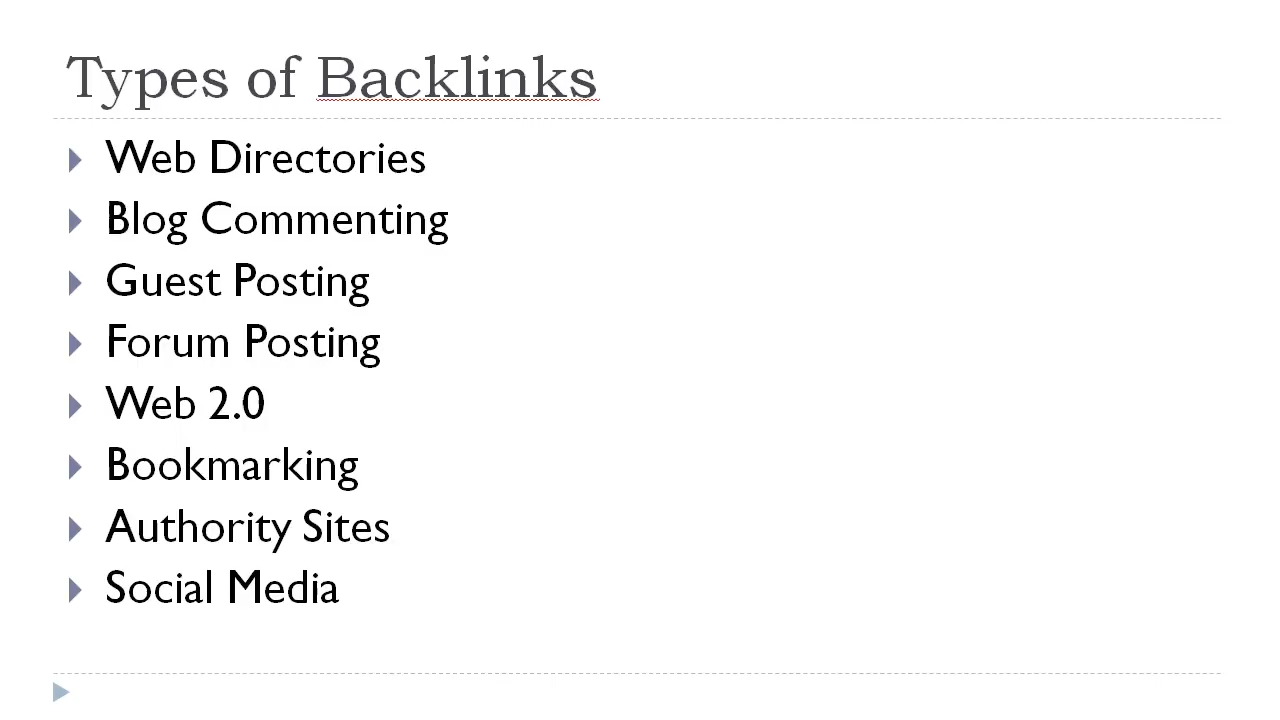 Types of Backlinks
Web Directories
Blog Commenting
Guest Posting
Forum Posting
Web 2.0
Bookmarking
Authority Sites
Social Media